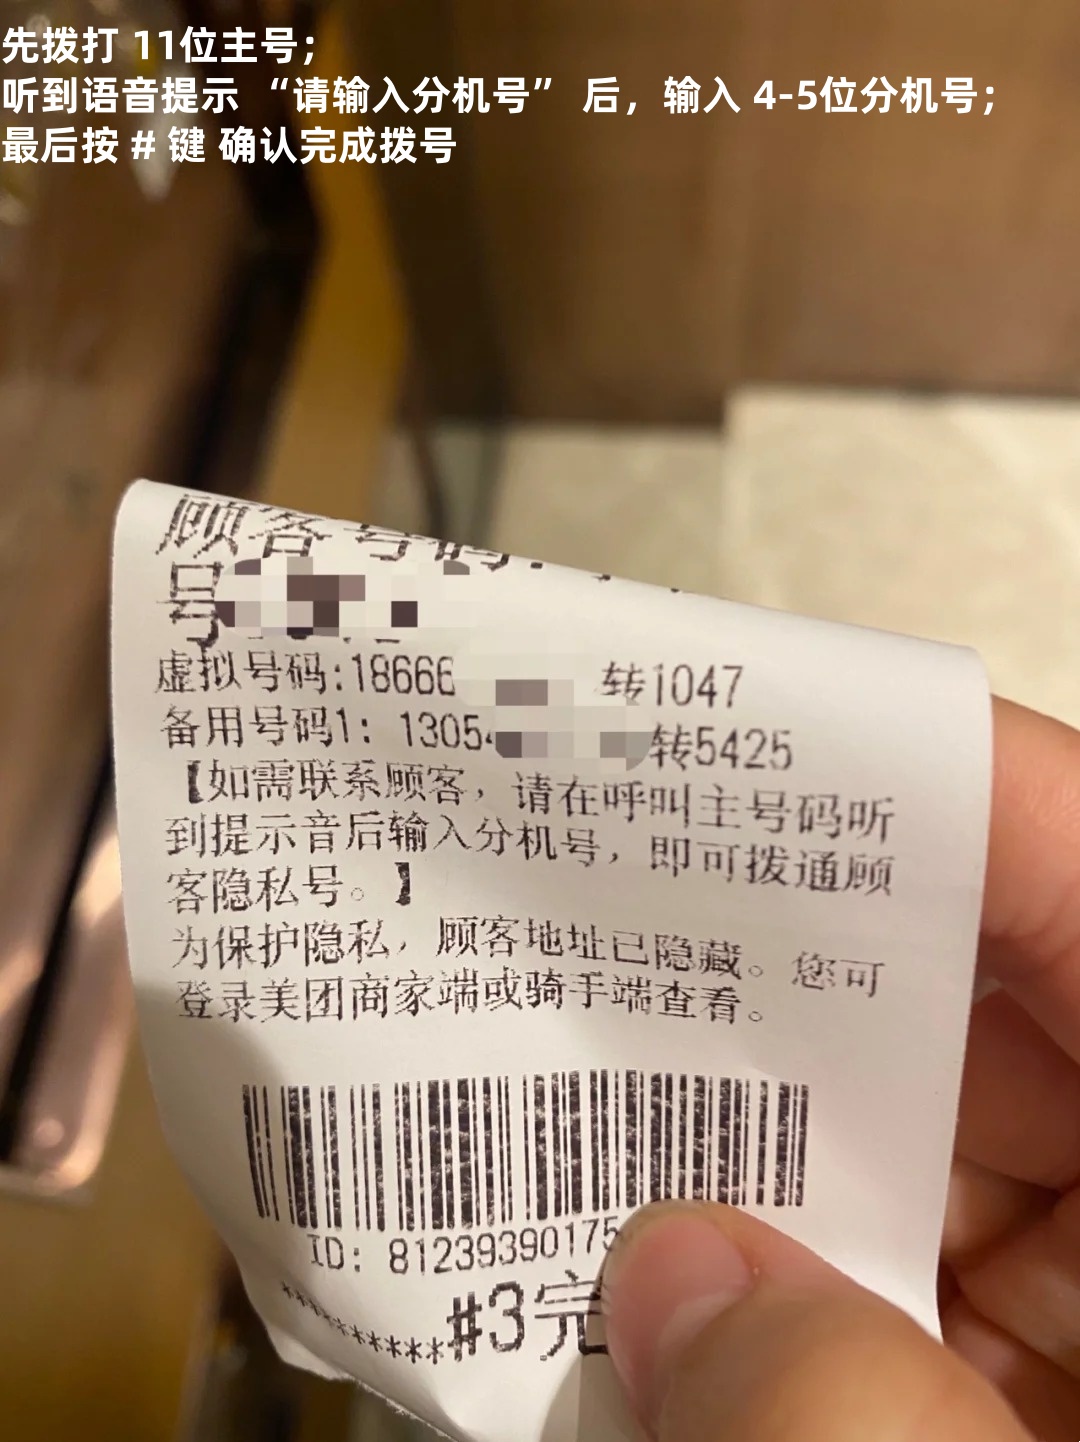 先拨打 11位主号；
听到语音提示 “请输入分机号” 后，输入 4-5位分机号；
最后按 # 键 确认完成拨号
顾客号码:
号
虚拟号码:18666 转1047
备用号码1: 1305 转5425
【如需联系顾客，请在呼叫主号码听
到提示音后输入分机号，即可拨通顾
客隐私号。】
为保护隐私，顾客地址已隐藏。您可
登录美团商家端或骑手端查看。
ID: 81239390175
**********#3完